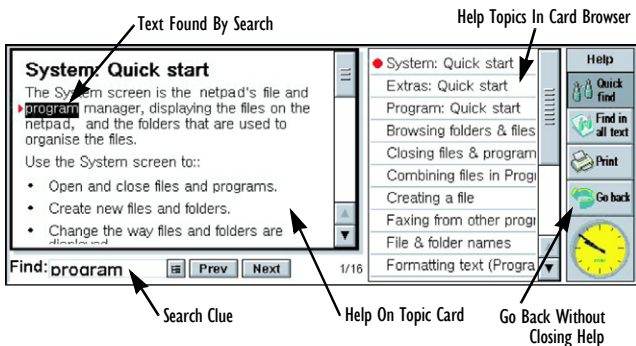 Text Found By Search
Help Topics In Card Browser
System: Quick start
The System screen is the netpad's file and
program manager, displaying the files on the
netpad, and the folders that are used to
organise the files.
Use the System screen to::
• Open and close files and programs.
• Create new files and folders.
• Change the way files and folders are
displayed
Find: program
Prev
Next
1/16
System: Quick start
Extras: Quick start
Program: Quick start
Browsing folders & files
Closing files & program
Combining files in Progr
Creating a file
Faxing from other progr
File & folder names
Formatting text (Progra
Help
Quick
find
Find in
all text
Print
Go back
Search Clue
Help On Topic Card
Go Back Without
Closing Help